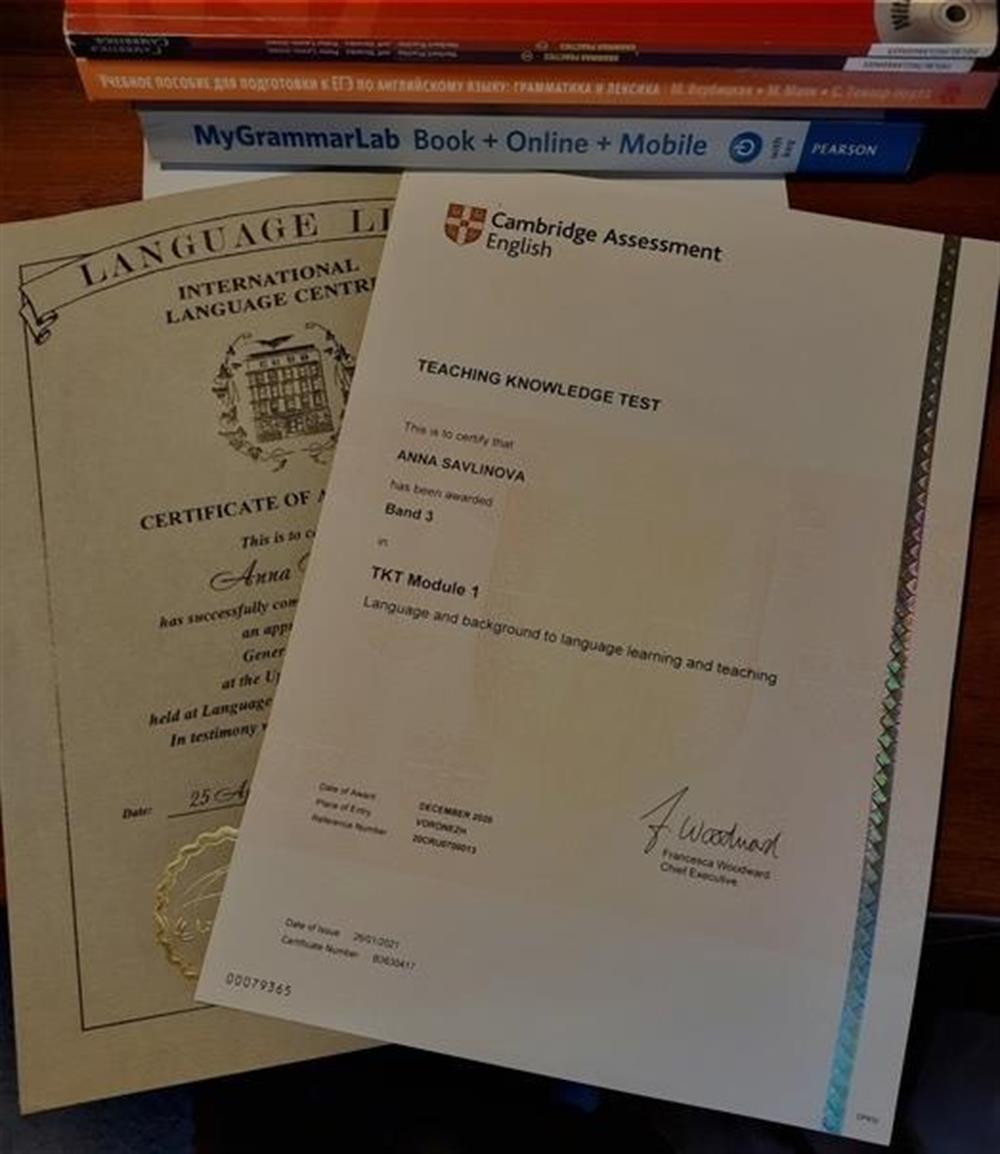 УЧЕБНОЕ ПОСОБИЕ ДЛЯ ПОДГОТОВКИ К ЕГЭ ПО АНГЛИЙСКОМУ ЯЗЫКУ: ГРАММАТИКА И ЛЕКСИКА
MyGrammarLab Book + Online + Mobile
PEARSON
LANGUAGE
INTERNATIONAL
LANGUAGE CENTRE
CERTIFICATE OF
This is to
Anna
has successfully
an
at the
held at Language
In testimony
Date: 25
Cambridge Assessment
English
TEACHING KNOWLEDGE TEST
This is to certify that
ANNA SAVLINOVA
has been awarded
Band 3
in
TKT Module 1
Language and background to language learning and teaching
Date of Award DECEMBER 2020
Place of Entry VORONEZH
Reference Number
Francesca Woodward
Chief Executive
Date of Issue 26/01/2021
Certificate Number B3630417
00079365